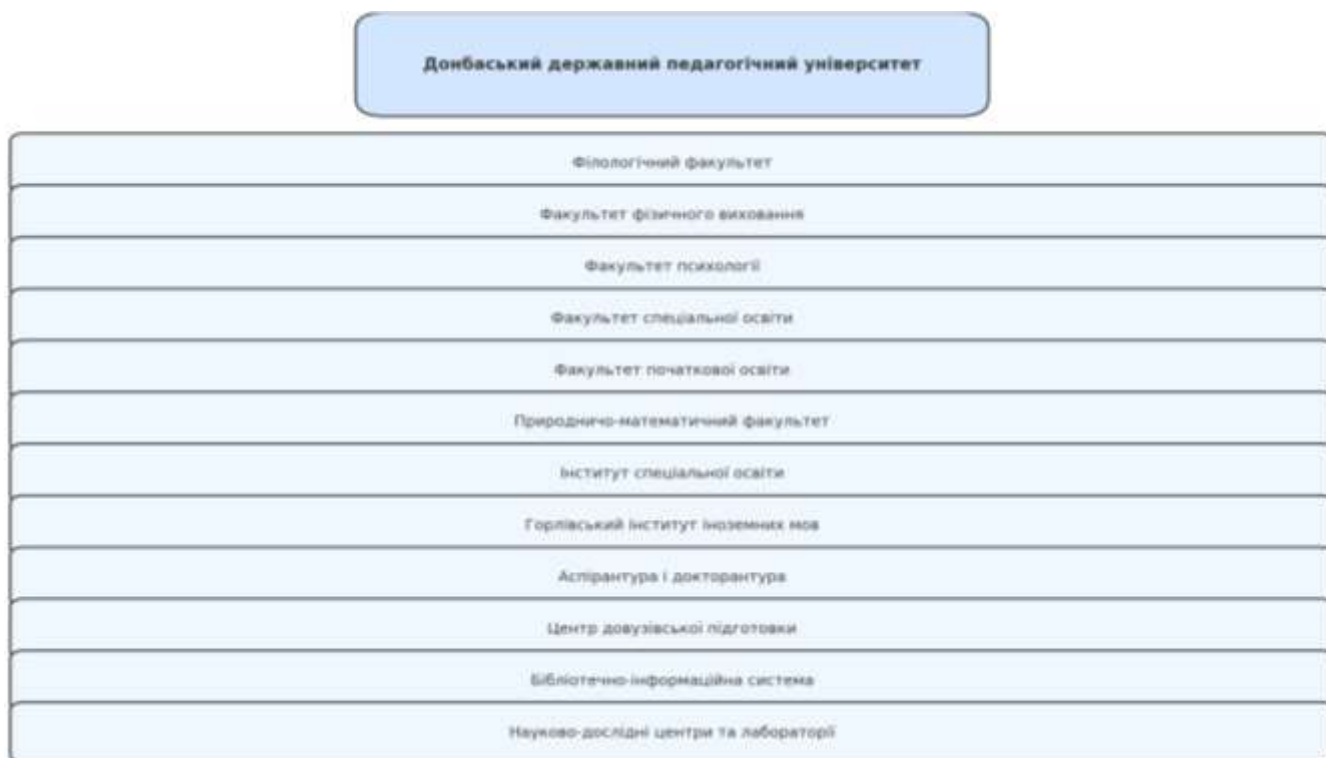 Донбаський державний педагогічний університет
Філологічний факультет
Факультет фізичного виховання
Факультет психології
Факультет спеціальної освіти
Факультет початкової освіти
Природничо-математичний факультет
Інститут спеціальної освіти
Горлівський інститут іноземних мов
Аспірантура і докторантура
Центр довузівської підготовки
Бібліотечно-інформаційна система
Науково-дослідні центри та лабораторії